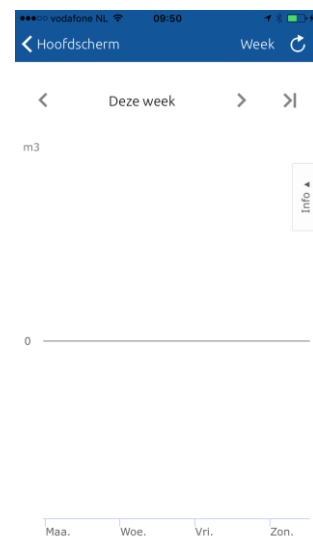 vodafone NL 09:50
Hoofdscherm Week
Deze week
m3
Info
0
Maa. Woe. Vri. Zon.